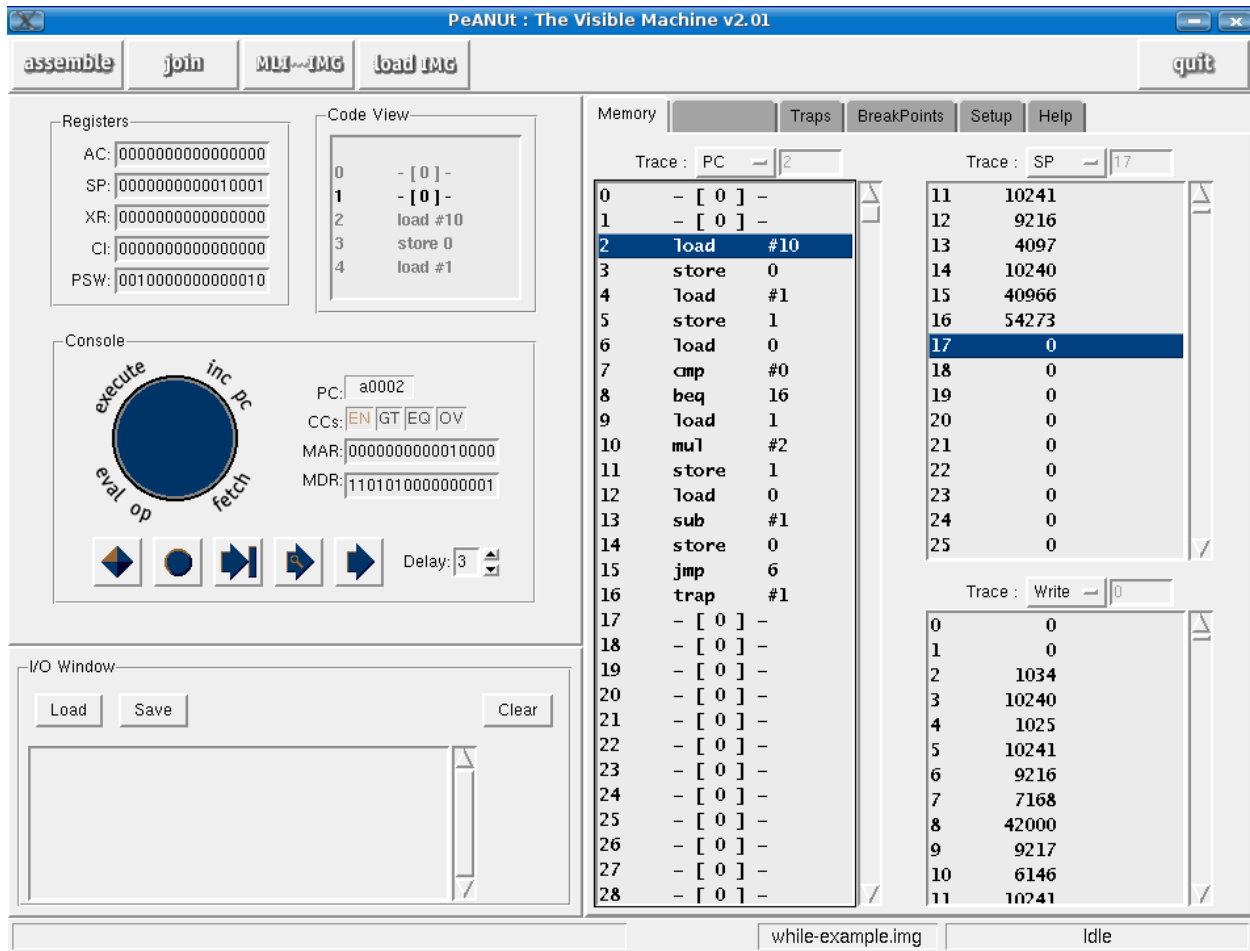 PeANUt : The Visible Machine v2.01
assemble join MLI---IMG load IMG quit
Registers
AC: 0000000000000000
SP: 0000000000010001
XR: 0000000000000000
CI: 0000000000000000
PSW: 0010000000000010
Code View
0 - [ 0 ] -
1 - [ 0 ] -
2 load #10
3 store 0
4 load #1
Console
execute inc pc
eval op fetch
PC: a0002
CCs: EN GT EQ OV
MAR: 0000000000010000
MDR: 1101010000000001
Delay: 3
I/O Window
Load Save Clear
Memory Traps BreakPoints Setup Help
Trace : PC 2
0 - [ 0 ] -
1 - [ 0 ] -
2 load #10
3 store 0
4 load #1
5 store 1
6 load 0
7 cmp #0
8 beq 16
9 load 1
10 mul #2
11 store 1
12 load 0
13 sub #1
14 store 0
15 jmp 6
16 trap #1
17 - [ 0 ] -
18 - [ 0 ] -
19 - [ 0 ] -
20 - [ 0 ] -
21 - [ 0 ] -
22 - [ 0 ] -
23 - [ 0 ] -
24 - [ 0 ] -
25 - [ 0 ] -
26 - [ 0 ] -
27 - [ 0 ] -
28 - [ 0 ] -
Trace : SP 17
11 10241
12 9216
13 4097
14 10240
15 40966
16 54273
17 0
18 0
19 0
20 0
21 0
22 0
23 0
24 0
25 0
Trace : Write 0
0 0
1 0
2 1034
3 10240
4 1025
5 10241
6 9216
7 7168
8 42000
9 9217
10 6146
11 10241
while-example.img Idle